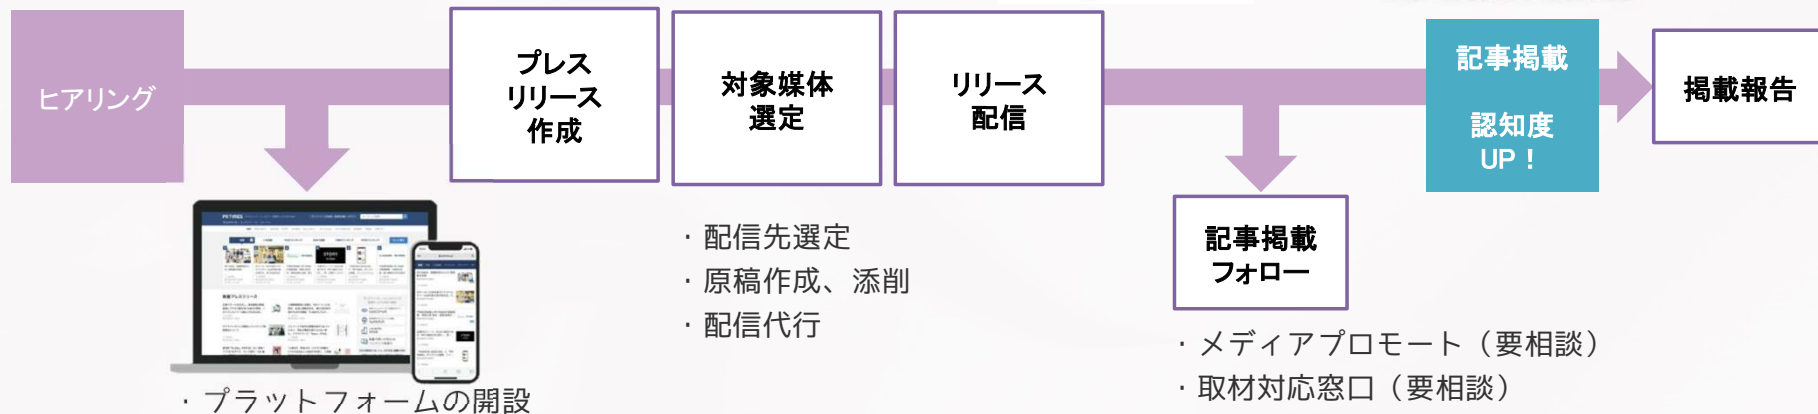 ヒアリング
プレス
リリース
作成
対象媒体
選定
リリース
配信
記事掲載
認知度
UP！
掲載報告
PR TIMES
・プラットフォームの開設
・配信先選定
・原稿作成、添削
・配信代行
記事掲載
フォロー
・メディアプロモート（要相談）
・取材対応窓口（要相談）